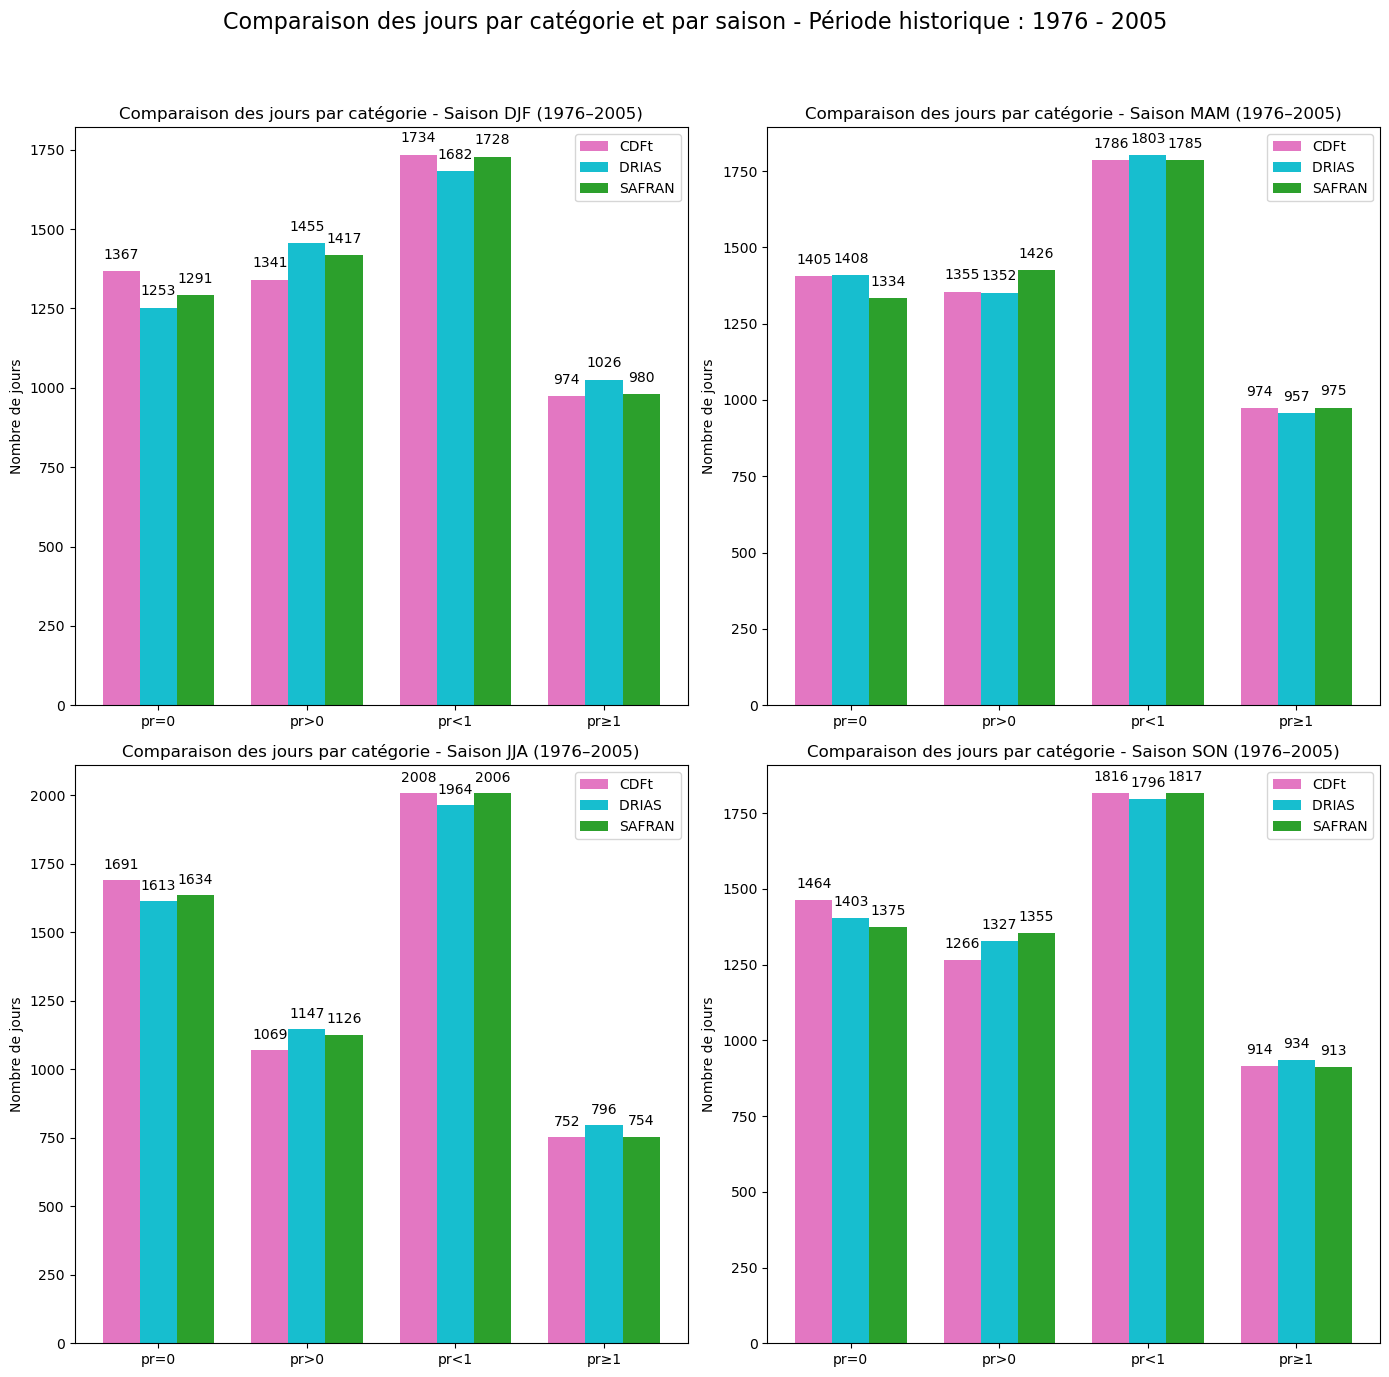 Comparaison des jours par catégorie et par saison - Période historique : 1976 - 2005
Comparaison des jours par catégorie - Saison DJF (1976–2005)
Nombre de jours
1750
1500
1250
1000
750
500
250
0
1367
1253
1291
1341
1455
1417
1734
1682
1728
974
1026
980
pr=0
pr>0
pr<1
pr≥1
CDFt
DRIAS
SAFRAN
Comparaison des jours par catégorie - Saison MAM (1976–2005)
Nombre de jours
1750
1500
1250
1000
750
500
250
0
1405
1408
1334
1355
1352
1426
1786
1803
1785
974
957
975
pr=0
pr>0
pr<1
pr≥1
CDFt
DRIAS
SAFRAN
Comparaison des jours par catégorie - Saison JJA (1976–2005)
Nombre de jours
2000
1750
1500
1250
1000
750
500
250
0
1691
1613
1634
1069
1147
1126
2008
1964
2006
752
796
754
pr=0
pr>0
pr<1
pr≥1
CDFt
DRIAS
SAFRAN
Comparaison des jours par catégorie - Saison SON (1976–2005)
Nombre de jours
1750
1500
1250
1000
750
500
250
0
1464
1403
1375
1266
1327
1355
1816
1796
1817
914
934
913
pr=0
pr>0
pr<1
pr≥1
CDFt
DRIAS
SAFRAN